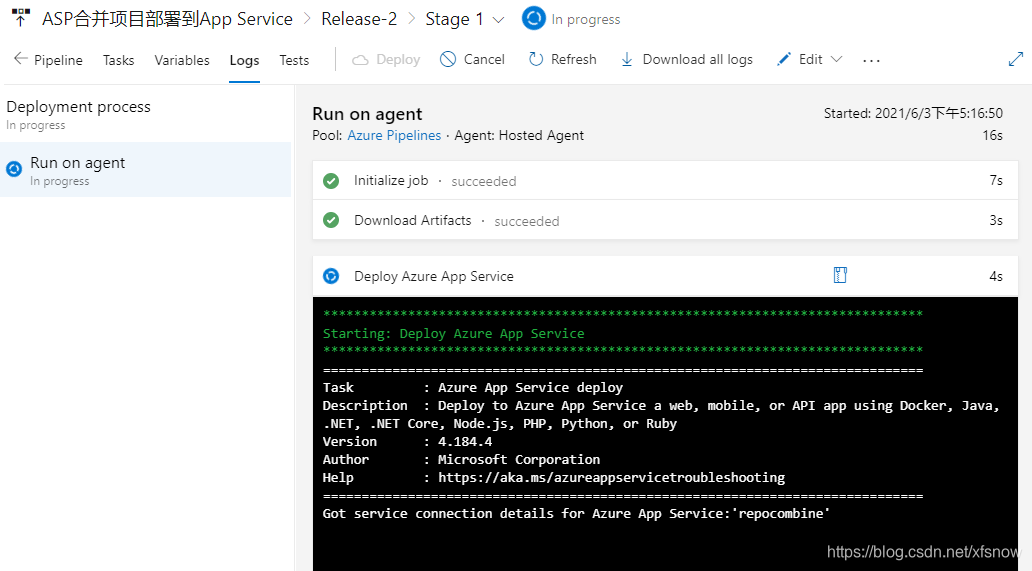 ASP合并项目部署到App Service > Release-2 > Stage 1 In progress
Pipeline Tasks Variables Logs Tests Deploy Cancel Refresh Download all logs Edit ...
Deployment process
In progress
Run on agent
In progress
Run on agent
Started: 2021/6/3下午5:16:50
Pool: Azure Pipelines · Agent: Hosted Agent
16s
Initialize job · succeeded 7s
Download Artifacts · succeeded 3s
Deploy Azure App Service 4s
******************************************************************************
Starting: Deploy Azure App Service
******************************************************************************
==============================================================================
Task         : Azure App Service deploy
Description  : Deploy to Azure App Service a web, mobile, or API app using Docker, Java,
.NET, .NET Core, Node.js, PHP, Python, or Ruby
Version      : 4.184.4
Author       : Microsoft Corporation
Help         : https://aka.ms/azureappservicetroubleshooting
==============================================================================
Got service connection details for Azure App Service:'repocombine'
https://blog.csdn.net/xfsnow